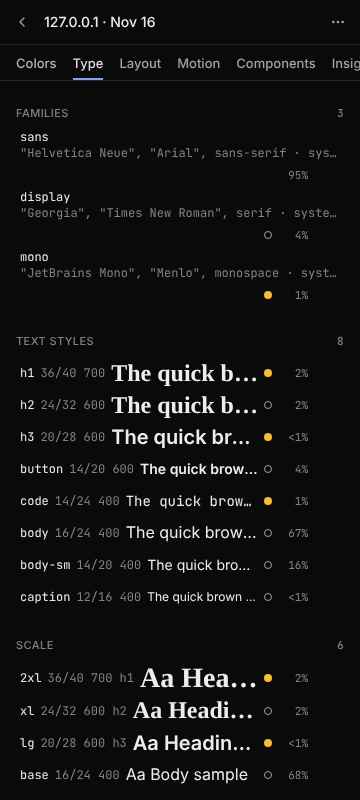 127.0.0.1 · Nov 16 ···
Colors Type Layout Motion Components Insig
FAMILIES 3
sans
"Helvetica Neue", "Arial", sans-serif · sys…
95%
display
"Georgia", "Times New Roman", serif · syste…
4%
mono
"JetBrains Mono", "Menlo", monospace · syst…
1%
TEXT STYLES 8
h1 36/40 700 The quick b… 2%
h2 24/32 600 The quick b… 2%
h3 20/28 600 The quick br… <1%
button 14/20 600 The quick brow… 4%
code 14/24 400 The quick brow… 1%
body 16/24 400 The quick brow… 67%
body-sm 14/20 400 The quick bro… 16%
caption 12/16 400 The quick brown … <1%
SCALE 6
2xl 36/40 700 h1 Aa Hea… 2%
xl 24/32 600 h2 Aa Headi… 2%
lg 20/28 600 h3 Aa Headin… <1%
base 16/24 400 Aa Body sample 68%